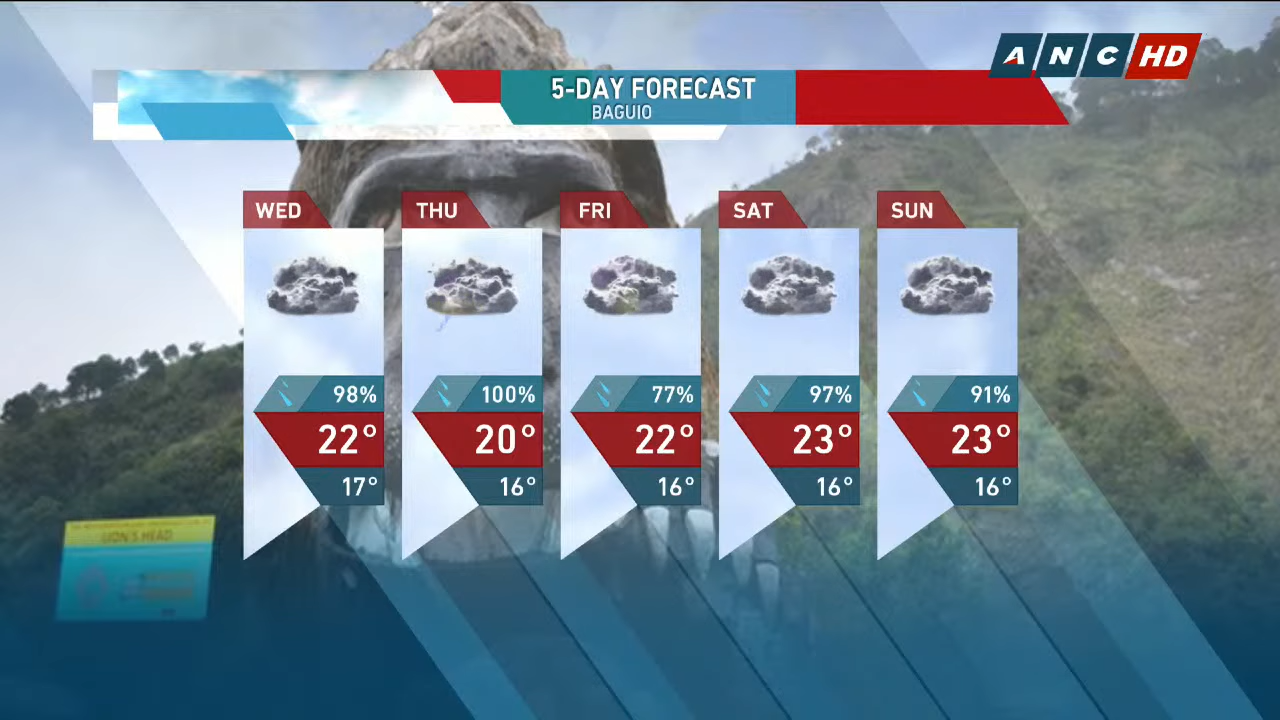 ANC HD
5-DAY FORECAST
BAGUIO
WED THU FRI SAT SUN
98% 100% 77% 97% 91%
22° 20° 22° 23° 23°
17° 16° 16° 16° 16°
LION'S HEAD